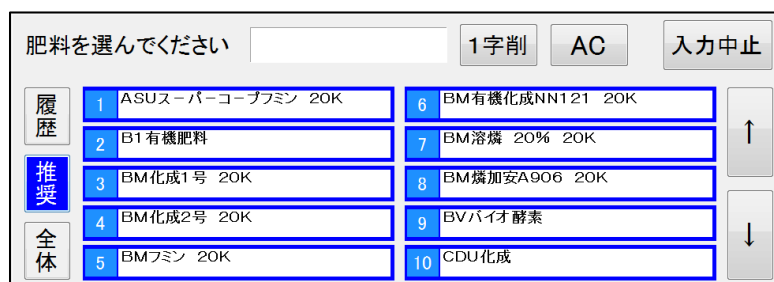 肥料を選んでください
1字削
AC
入力中止
履歴
推奨
全体
1 ASUスーパーコープフミン 20K
2 B1有機肥料
3 BM化成1号 20K
4 BM化成2号 20K
5 BMフミン 20K
6 BM有機化成NN121 20K
7 BM溶燐 20% 20K
8 BM燐加安A906 20K
9 BVバイオ酵素
10 CDU化成
↑
↓